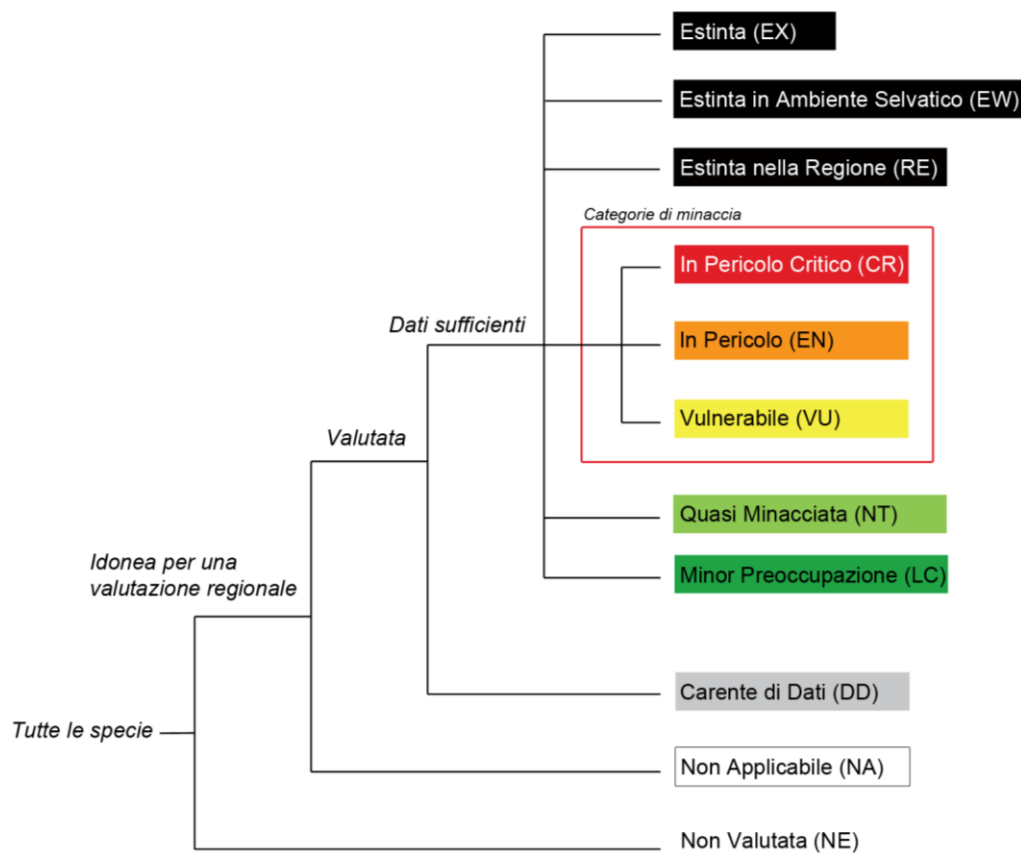 Estinta (EX)
Estinta in Ambiente Selvatico (EW)
Estinta nella Regione (RE)
Categorie di minaccia
In Pericolo Critico (CR)
Dati sufficienti
In Pericolo (EN)
Vulnerabile (VU)
Valutata
Quasi Minacciata (NT)
Idonea per una
valutazione regionale
Minor Preoccupazione (LC)
Carente di Dati (DD)
Tutte le specie
Non Applicabile (NA)
Non Valutata (NE)